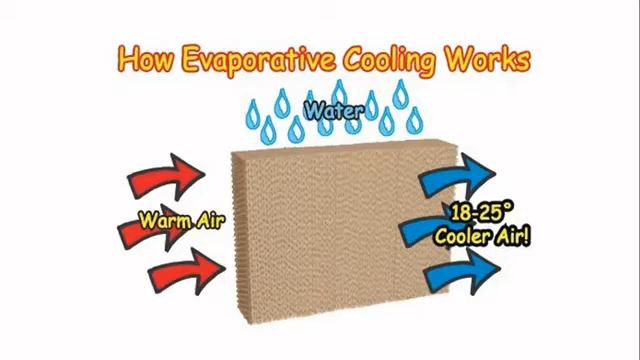 How Evaporative Cooling Works
Water
Warm Air
18-25°
Cooler Air!